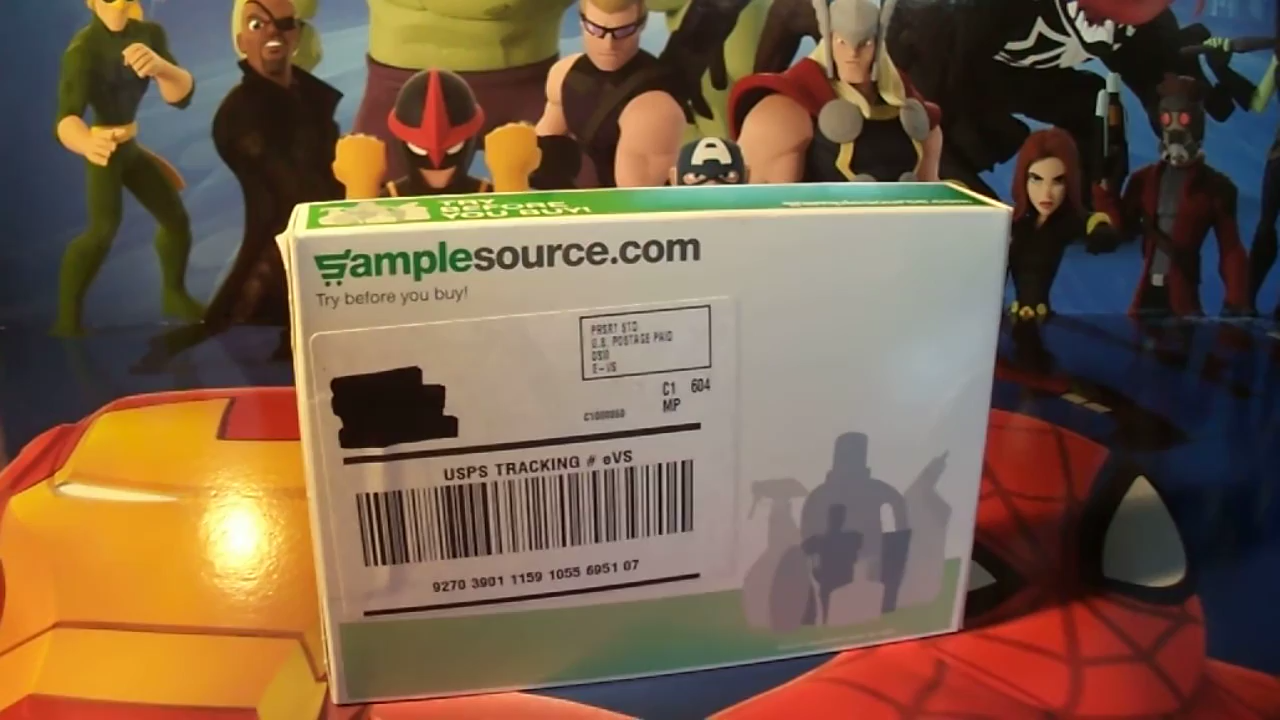 TRY
BEFORE
YOU BUY!
samplesource.com
Try before you buy!
PRSRT STD
U.S. POSTAGE PAID
E-VS
C1 604
MP
USPS TRACKING # eVS
9270 3901 1159 1055 6951 07
A